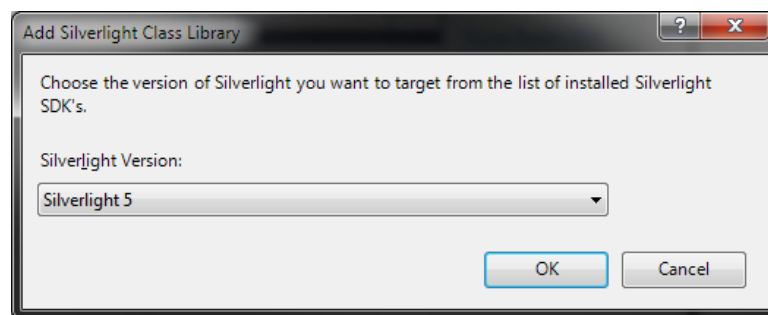 Add Silverlight Class Library
?
Choose the version of Silverlight you want to target from the list of installed Silverlight
SDK's.
Silverlight Version:
Silverlight 5
OK Cancel